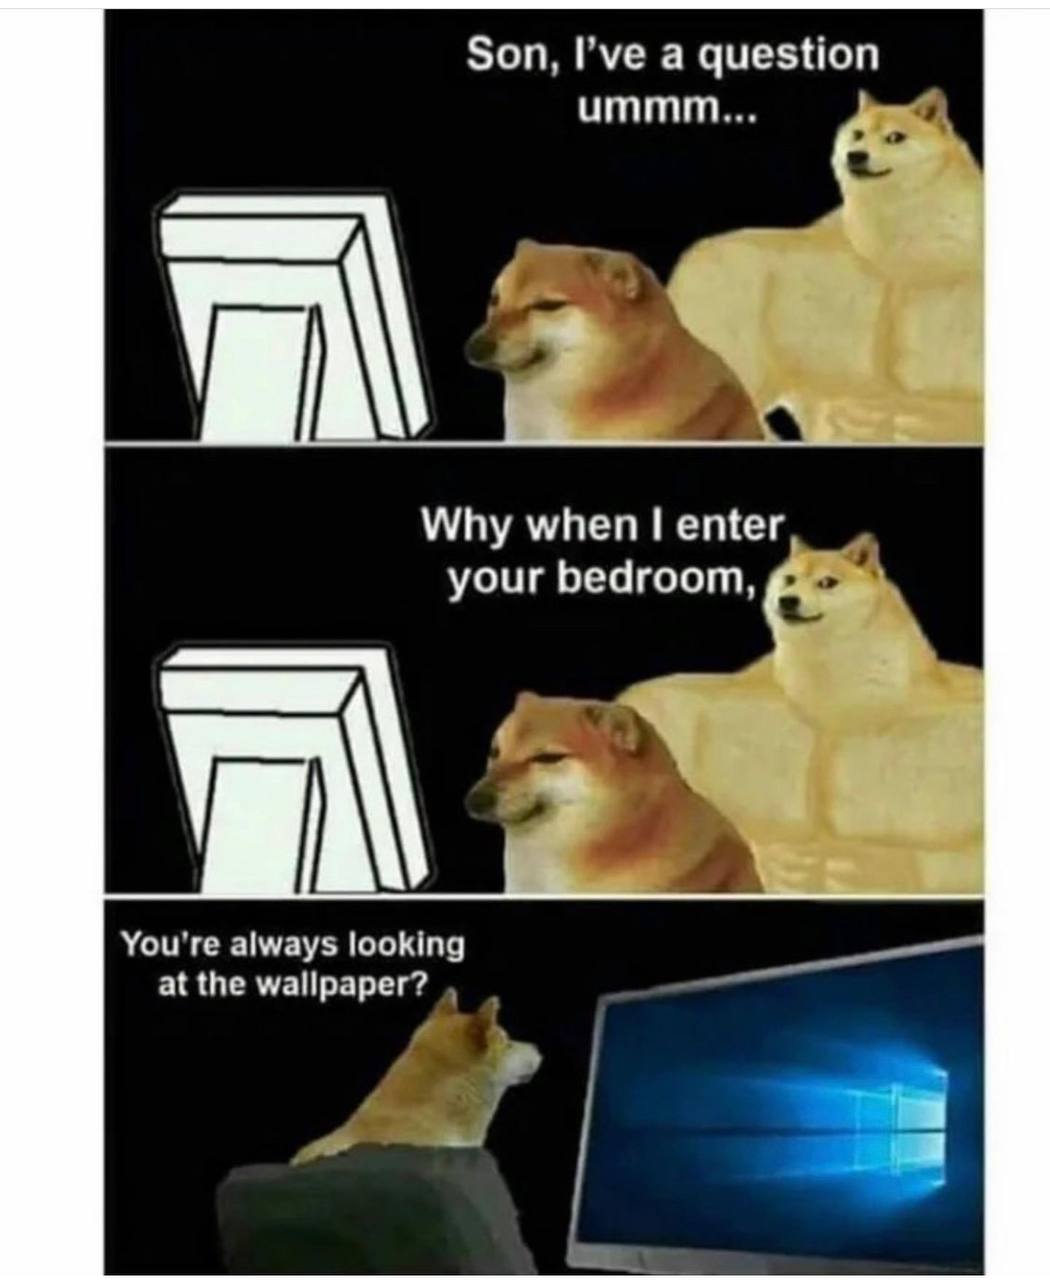 Son, I've a question
ummm...
Why when I enter
your bedroom,
You're always looking
at the wallpaper?